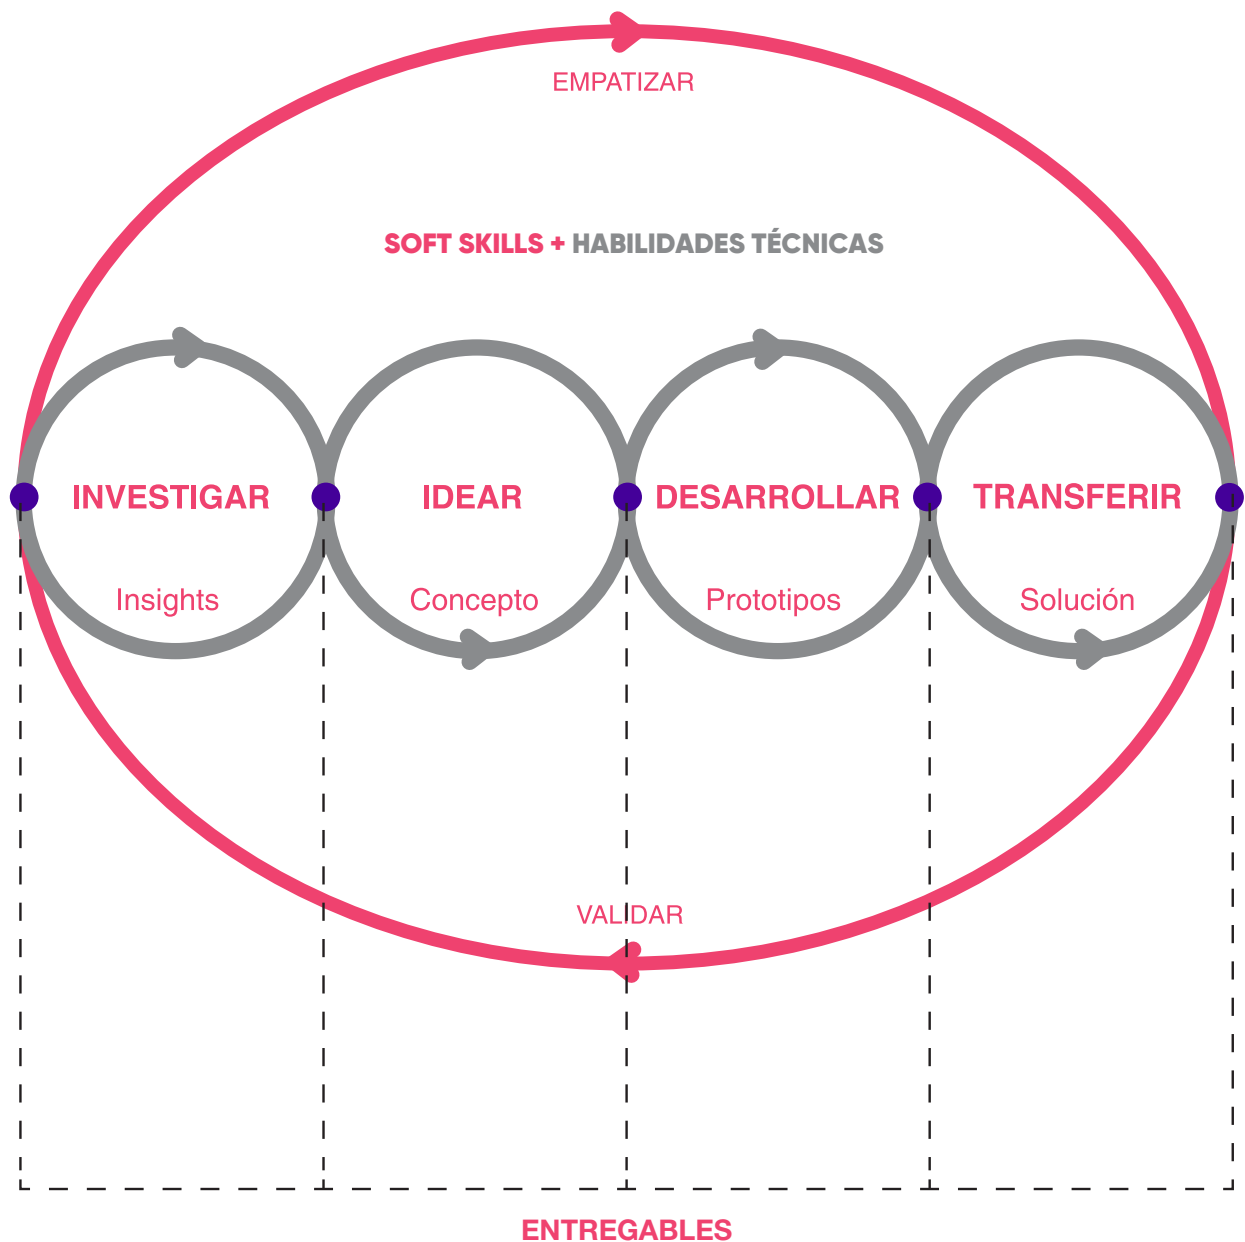 EMPATIZAR
SOFT SKILLS + HABILIDADES TÉCNICAS
INVESTIGAR
IDEAR
DESARROLLAR
TRANSFERIR
Insights
Concepto
Prototipos
Solución
VALIDAR
ENTREGABLES